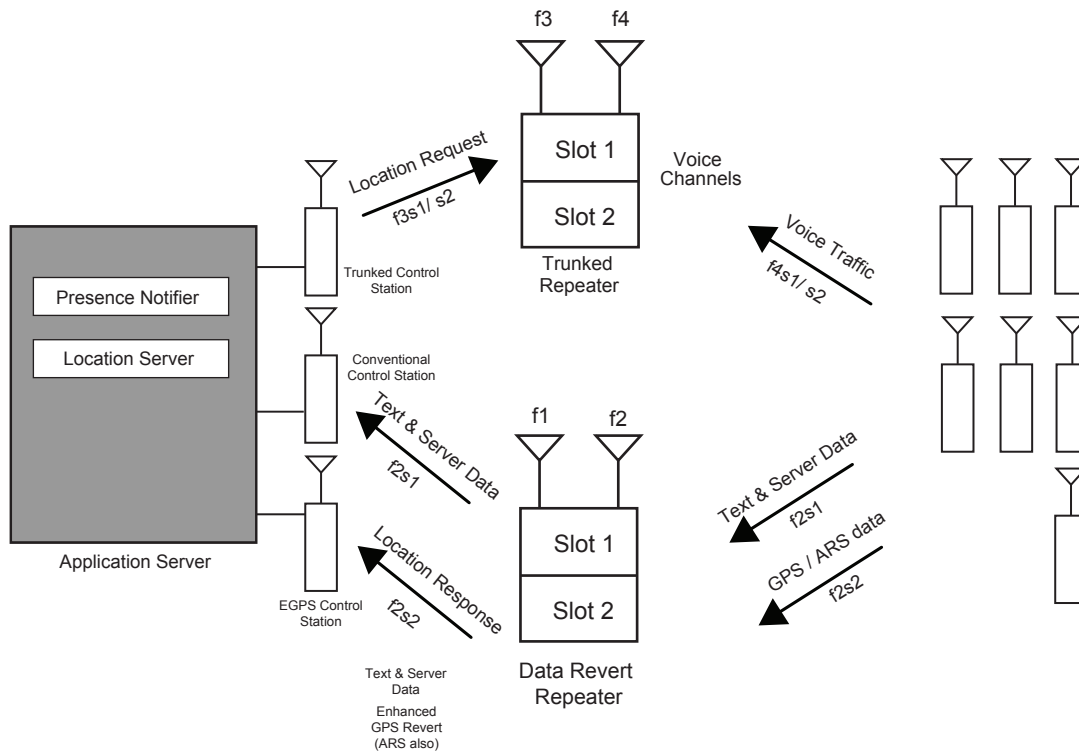 f3
f4
Slot 1
Slot 2
Trunked
Repeater
Voice
Channels
Location Request
f3s1/ s2
Voice Traffic
f4s1/ s2
Presence Notifier
Location Server
Application Server
Trunked Control
Station
Conventional
Control Station
EGPS Control
Station
Text & Server Data
f2s1
Location Response
f2s2
Text & Server
Data
Enhanced
GPS Revert
(ARS also)
f1
f2
Slot 1
Slot 2
Data Revert
Repeater
Text & Server Data
f2s1
GPS / ARS data
f2s2